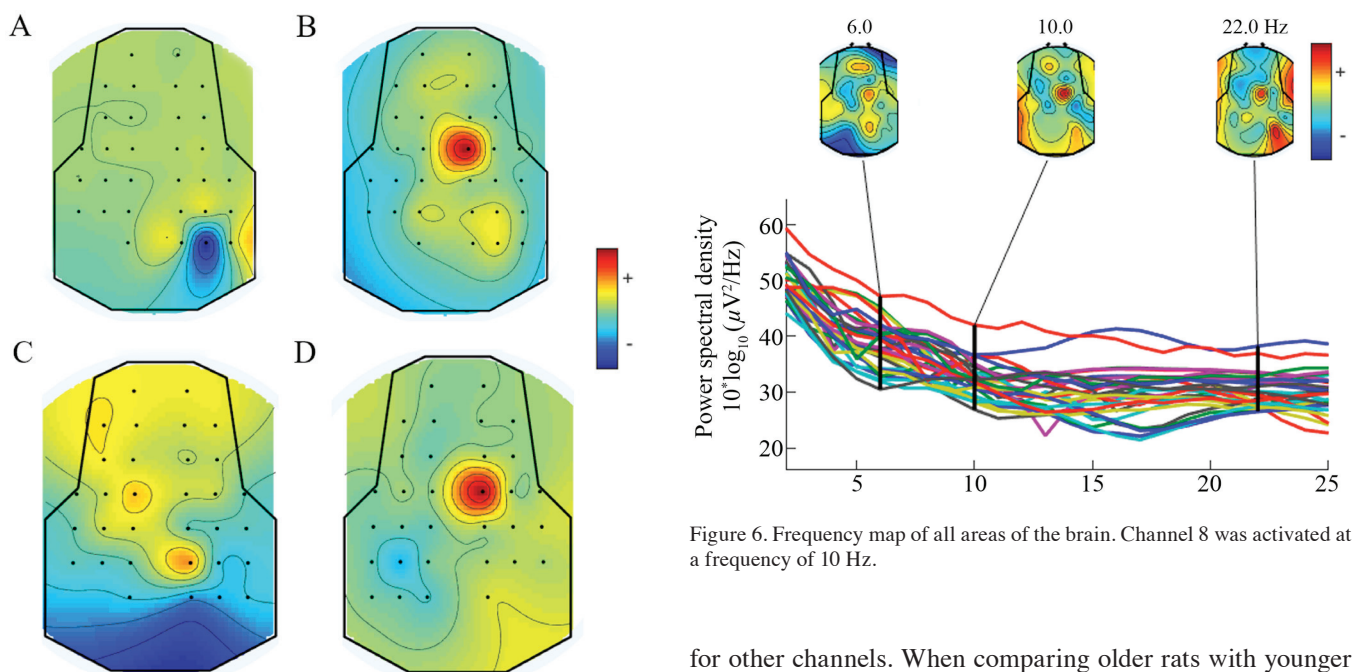 A
B
+
-
C
D
6.0
10.0
22.0 Hz
+
-
Power spectral density
10*log10 (μV2/Hz)
60
50
40
30
20
5
10
15
20
25
Figure 6. Frequency map of all areas of the brain. Channel 8 was activated at
a frequency of 10 Hz.
for other channels. When comparing older rats with younger